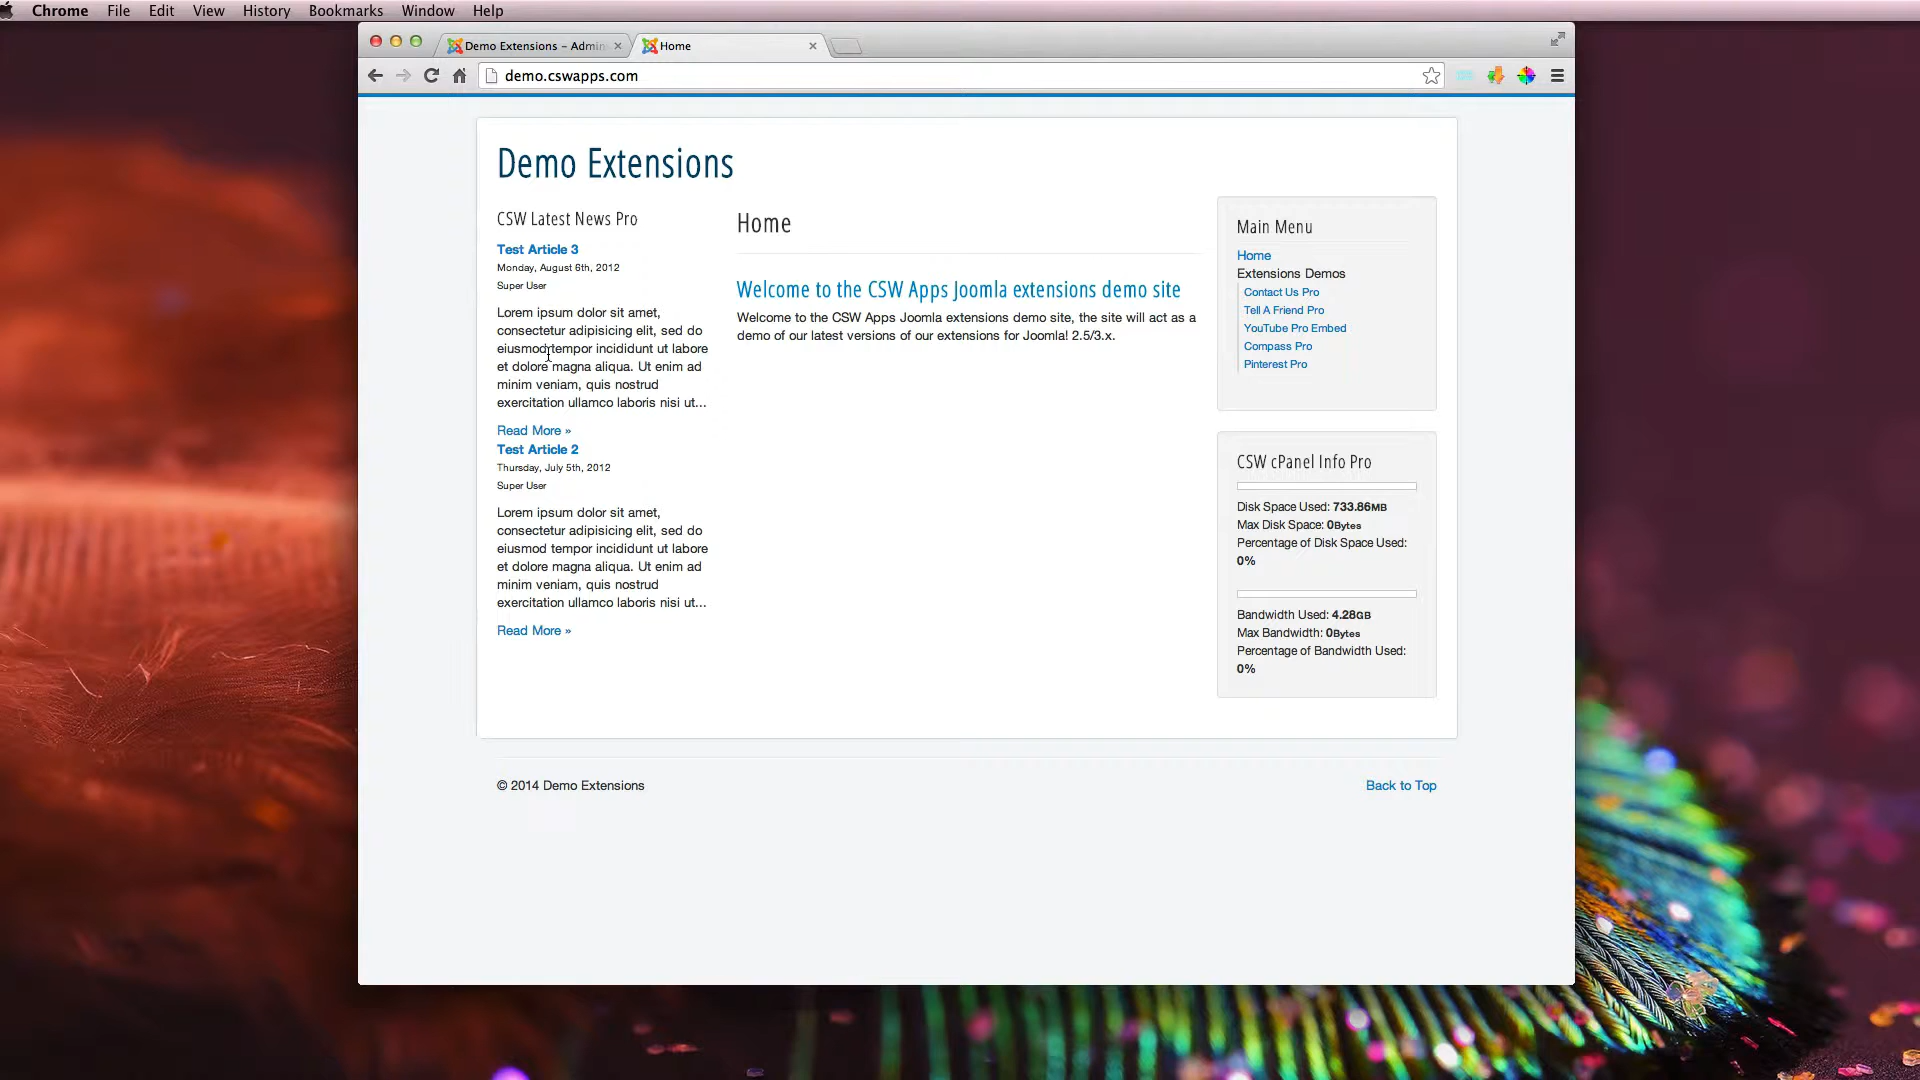 Chrome File Edit View History Bookmarks Window Help
Demo Extensions - Admin
Home
demo.cswapps.com
Demo Extensions
CSW Latest News Pro
Test Article 3
Monday, August 6th, 2012
Super User
Lorem ipsum dolor sit amet,
consectetur adipisicing elit, sed do
eiusmod tempor incididunt ut labore
et dolore magna aliqua. Ut enim ad
minim veniam, quis nostrud
exercitation ullamco laboris nisi ut...
Read More »
Test Article 2
Thursday, July 5th, 2012
Super User
Lorem ipsum dolor sit amet,
consectetur adipisicing elit, sed do
eiusmod tempor incididunt ut labore
et dolore magna aliqua. Ut enim ad
minim veniam, quis nostrud
exercitation ullamco laboris nisi ut...
Read More »
Home
Welcome to the CSW Apps Joomla extensions demo site
Welcome to the CSW Apps Joomla extensions demo site, the site will act as a
demo of our latest versions of our extensions for Joomla! 2.5/3.x.
Main Menu
Home
Extensions Demos
Contact Us Pro
Tell A Friend Pro
YouTube Pro Embed
Compass Pro
Pinterest Pro
CSW cPanel Info Pro
Disk Space Used: 733.86MB
Max Disk Space: 0Bytes
Percentage of Disk Space Used:
0%
Bandwidth Used: 4.28GB
Max Bandwidth: 0Bytes
Percentage of Bandwidth Used:
0%
© 2014 Demo Extensions
Back to Top